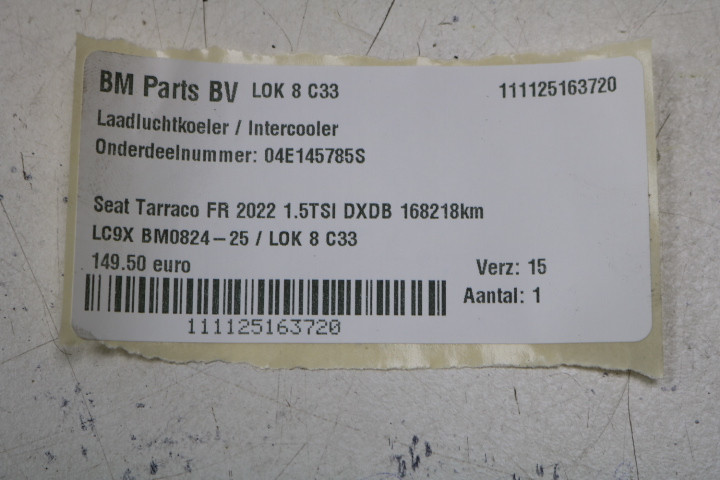 BM Parts BV LOK 8 C33 111125163720
Laadluchtkoeler / Intercooler
Onderdeelnummer: 04E145785S
Seat Tarraco FR 2022 1.5TSI DXDB 168218km
LC9X BM0824-25 / LOK 8 C33
149.50 euro Verz: 15
Aantal: 1
111125163720